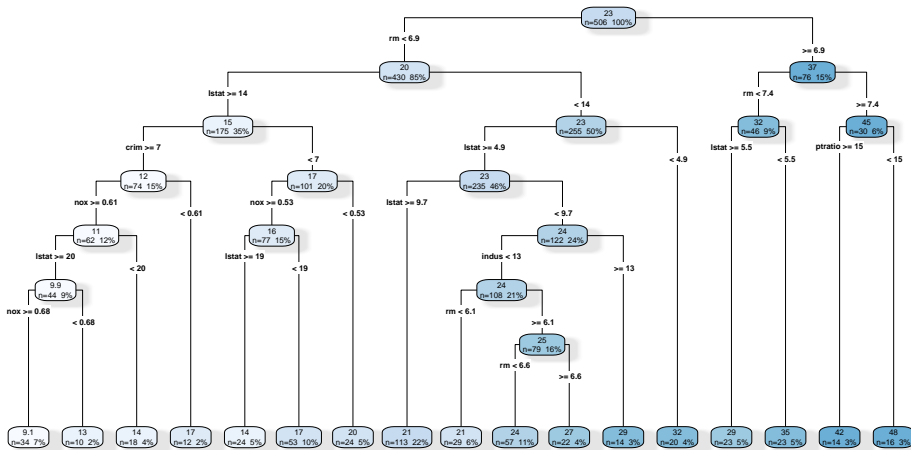 23
n=506 100%
rm < 6.9
>= 6.9
20
n=430 85%
37
n=76 15%
lstat >= 14
< 14
rm < 7.4
>= 7.4
15
n=175 35%
23
n=255 50%
32
n=46 9%
45
n=30 6%
crim >= 7
< 7
lstat >= 4.9
< 4.9
lstat >= 5.5
< 5.5
ptratio >= 15
< 15
12
n=74 15%
17
n=101 20%
23
n=235 46%
nox >= 0.61
< 0.61
nox >= 0.53
< 0.53
lstat >= 9.7
< 9.7
11
n=62 12%
16
n=77 15%
24
n=122 24%
lstat >= 20
< 20
lstat >= 19
< 19
indus < 13
>= 13
9.9
n=44 9%
24
n=108 21%
nox >= 0.68
< 0.68
rm < 6.1
>= 6.1
25
n=79 16%
rm < 6.6
>= 6.6
9.1
n=34 7%
13
n=10 2%
14
n=18 4%
17
n=12 2%
14
n=24 5%
17
n=53 10%
20
n=24 5%
21
n=113 22%
21
n=29 6%
24
n=57 11%
27
n=22 4%
29
n=14 3%
32
n=20 4%
29
n=23 5%
35
n=23 5%
42
n=14 3%
48
n=16 3%